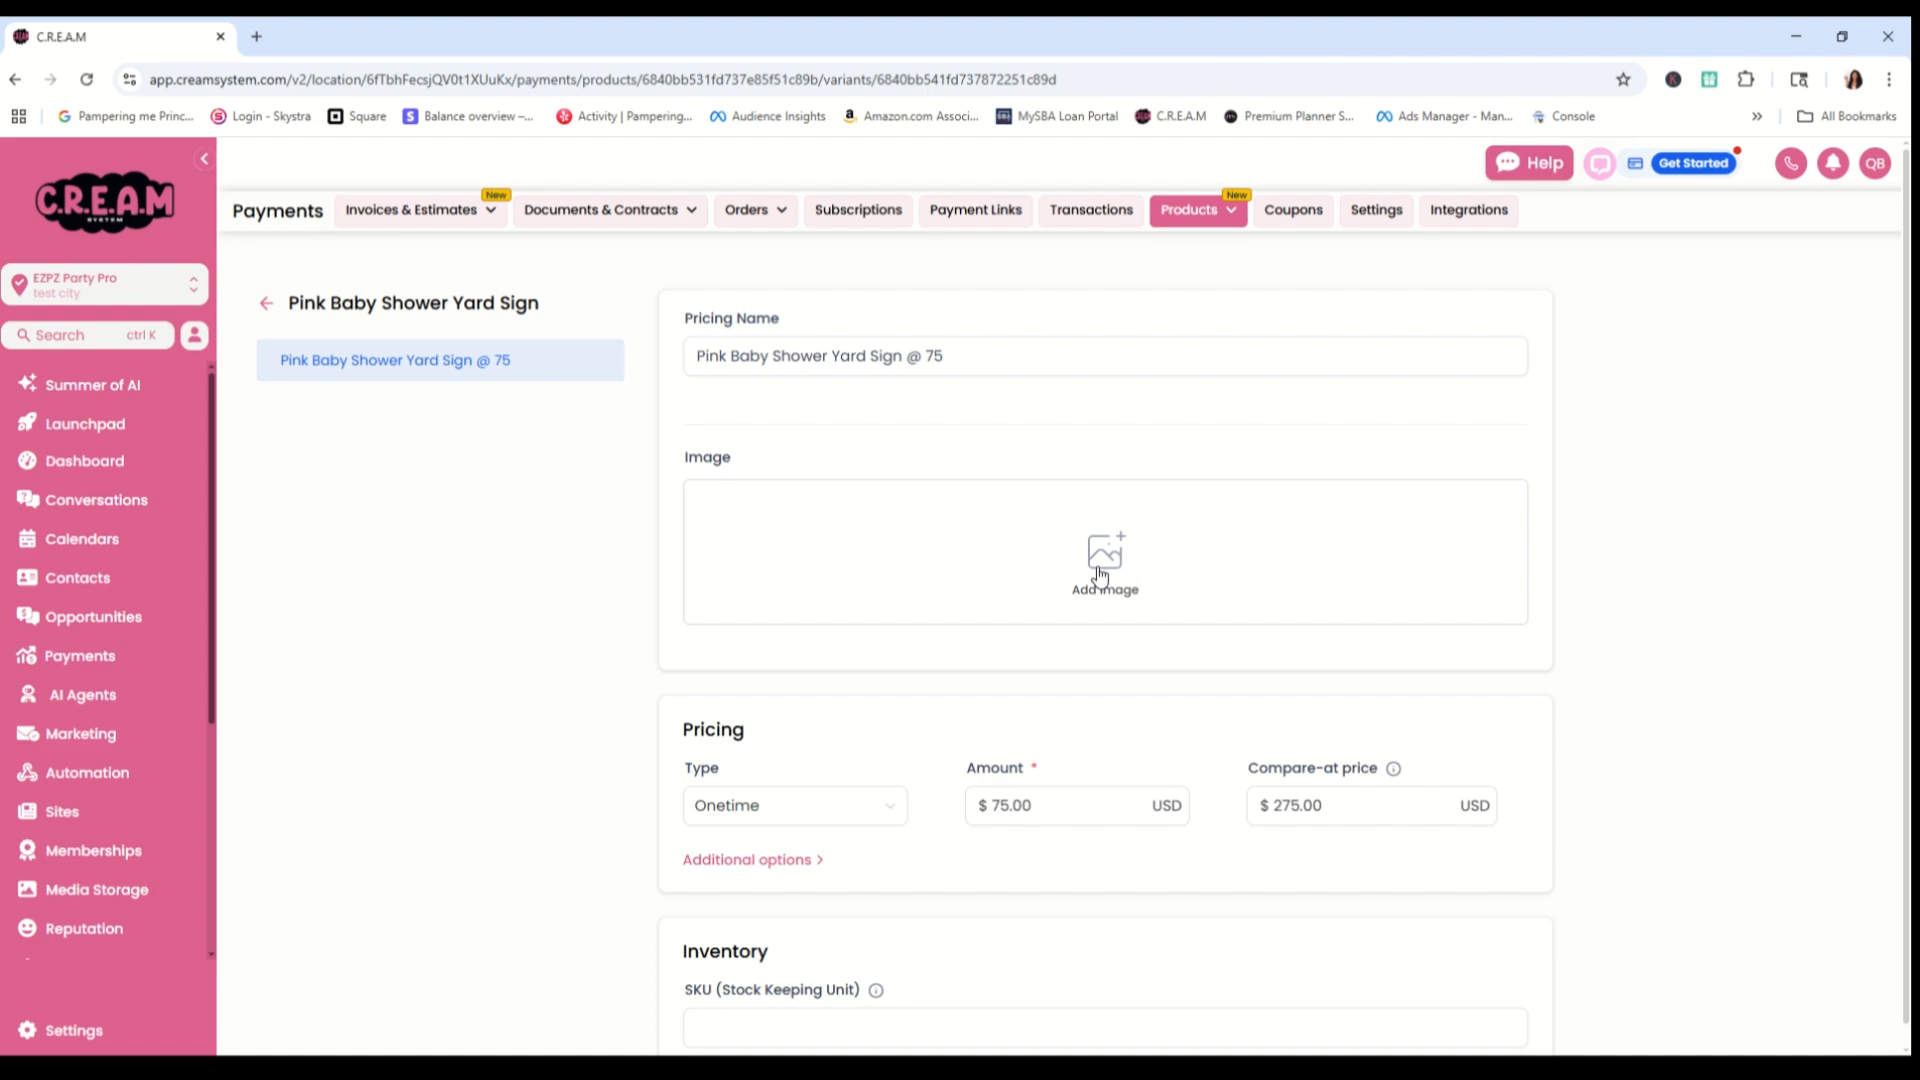 C.R.E.A.M
app.creamsystem.com/v2/location/6fTbhFecsjQV0t1XUuKx/payments/products/6840bb531fd737e85f51c89b/variants/6840bb541fd737872251c89d
Pampering me Princ...
Login - Skystra
Square
Balance overview –...
Activity | Pampering...
Audience Insights
Amazon.com Associ...
MySBA Loan Portal
C.R.E.A.M
Premium Planner S...
Ads Manager - Man...
Console
All Bookmarks
C.R.E.A.M
SYSTEM
Help
Get Started
QB
Payments
Invoices & Estimates
New
Documents & Contracts
Orders
Subscriptions
Payment Links
Transactions
Products
New
Coupons
Settings
Integrations
EZPZ Party Pro
test city
Search
ctrl K
Summer of AI
Launchpad
Dashboard
Conversations
Calendars
Contacts
Opportunities
Payments
AI Agents
Marketing
Automation
Sites
Memberships
Media Storage
Reputation
Settings
Pink Baby Shower Yard Sign
Pink Baby Shower Yard Sign @ 75
Pricing Name
Pink Baby Shower Yard Sign @ 75
Image
Add Image
Pricing
Type
Amount *
Compare-at price
Onetime
$ 75.00 USD
$ 275.00 USD
Additional options >
Inventory
SKU (Stock Keeping Unit)